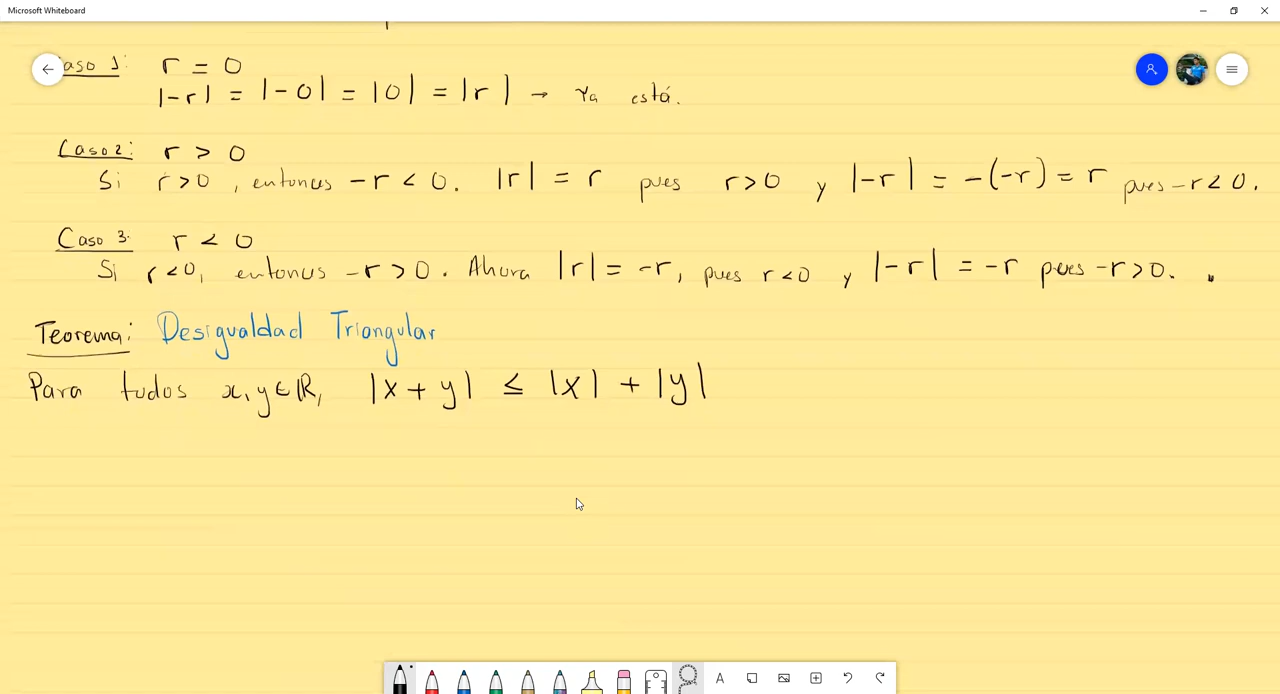 Microsoft Whiteboard
aso 1:
r = 0
|-r| = |-0| = |0| = |r| → Ya está.
Caso 2: r > 0
Si r>0, entonces -r < 0. |r| = r pues r>0 y |-r| = -(-r) = r pues -r<0.
Caso 3: r < 0
Si r<0, entonces -r > 0. Ahora |r| = -r, pues r<0 y |-r| = -r pues -r>0.
Teorema: Desigualdad Triangular
Para todos x,y∈ℝ, |x+y| ≤ |x| + |y|
A